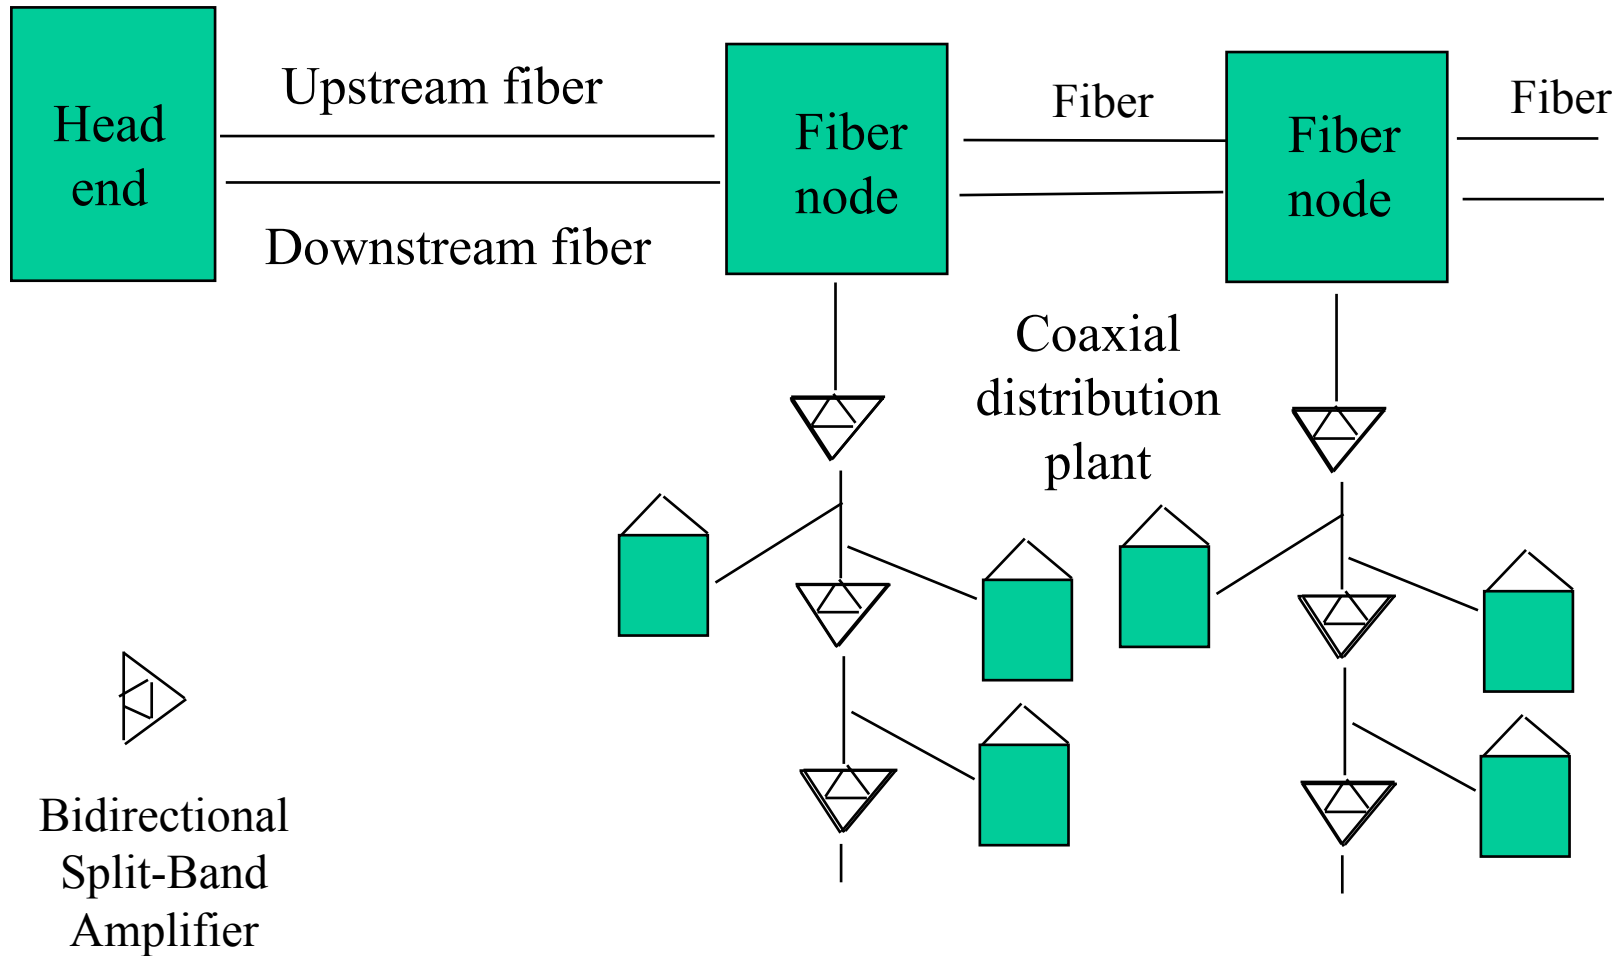 Head
end
Upstream fiber
Downstream fiber
Fiber
node
Fiber
Fiber
node
Fiber
Coaxial
distribution
plant
Bidirectional
Split-Band
Amplifier